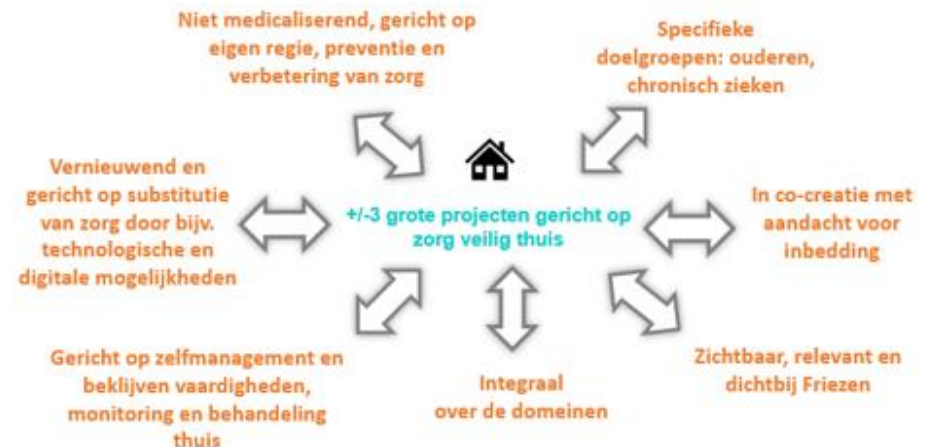 Niet medicaliserend, gericht op
eigen regie, preventie en
verbetering van zorg
Specifieke
doelgroepen: ouderen,
chronisch zieken
Vernieuwend en
gericht op substitutie
van zorg door bijv.
technologische en
digitale mogelijkheden
+/-3 grote projecten gericht op
zorg veilig thuis
In co-creatie met
aandacht voor
inbedding
Gericht op zelfmanagement en
beklijven vaardigheden,
monitoring en behandeling
thuis
Integraal
over de domeinen
Zichtbaar, relevant en
dichtbij Friezen